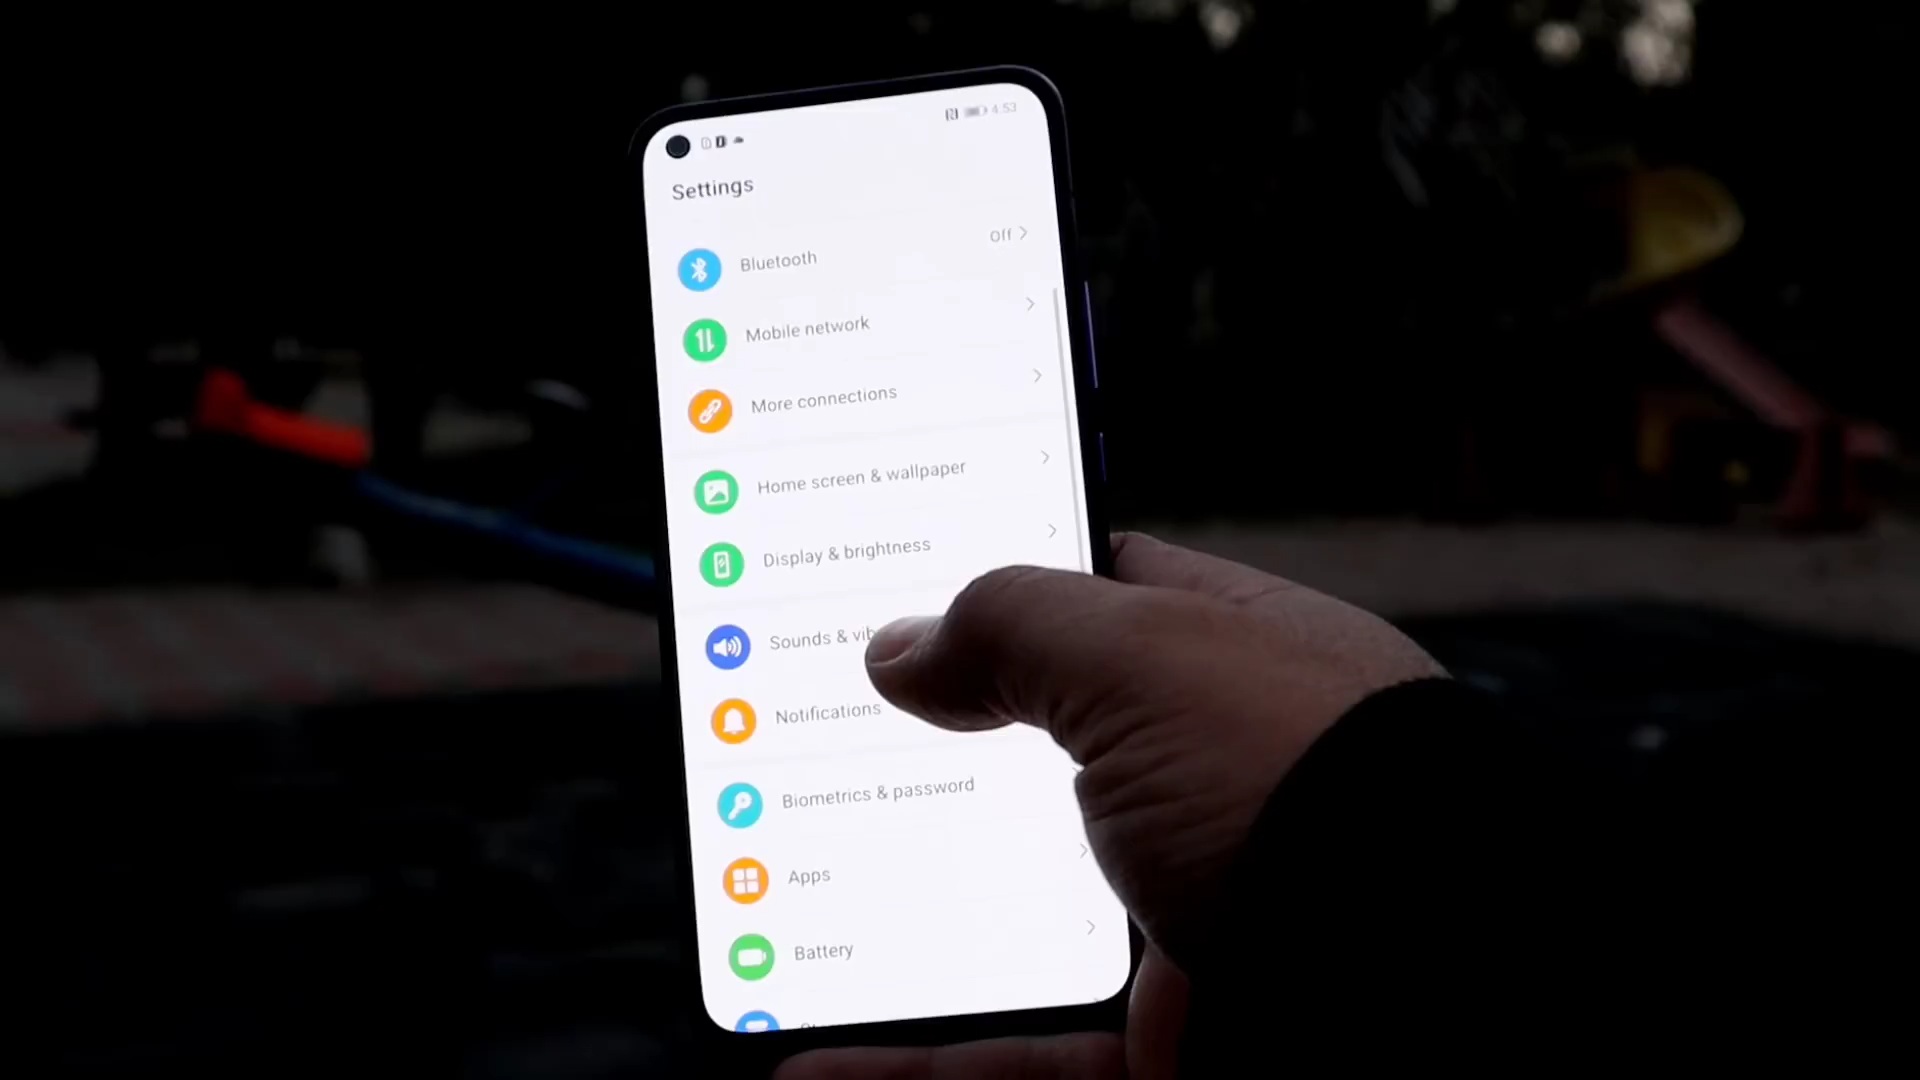 4:53
Settings
Bluetooth
Off
Mobile network
More connections
Home screen & wallpaper
Display & brightness
Sounds &
Notifications
Biometrics & password
Apps
Battery